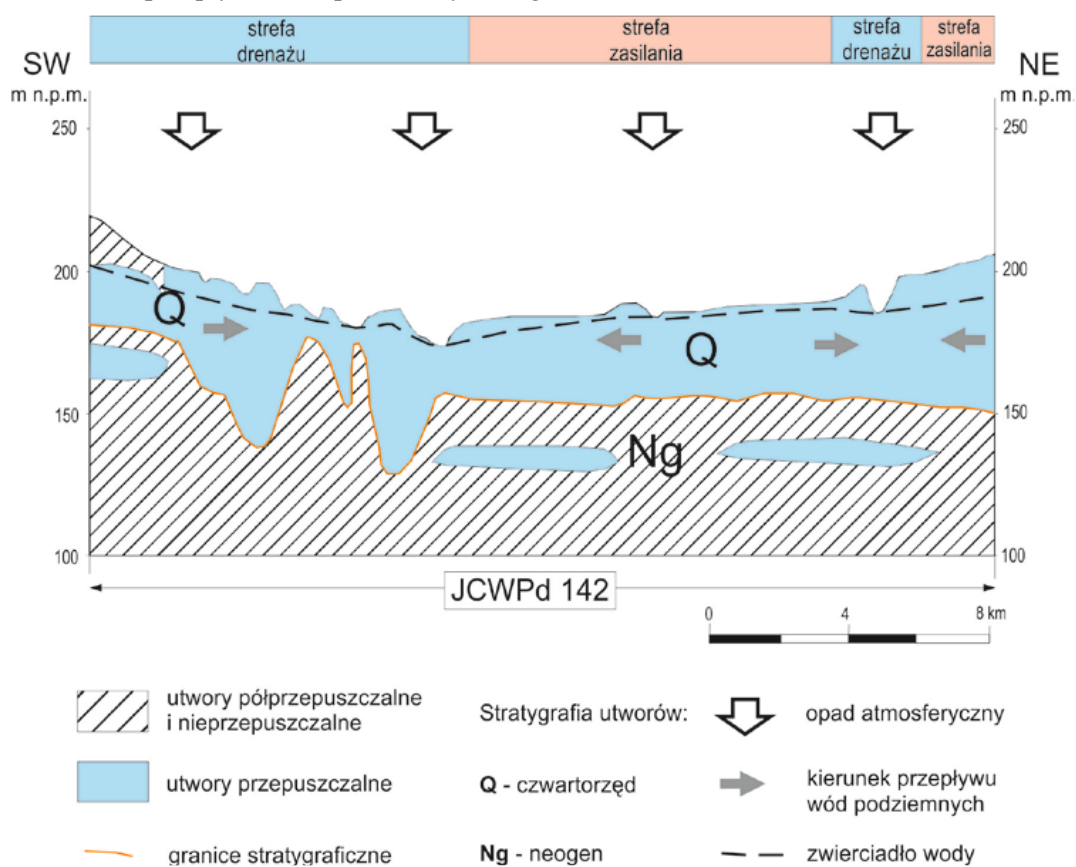 strefa
drenażu
strefa
zasilania
strefa
drenażu
strefa
zasilania
SW
NE
m n.p.m.
m n.p.m.
250
250
200
200
Q
Q
150
150
Ng
100
100
JCWPd 142
0
4
8 km
utwory półprzepuszczalne
i nieprzepuszczalne
Stratygrafia utworów:
opad atmosferyczny
utwory przepuszczalne
Q - czwartorzęd
kierunek przepływu
wód podziemnych
granice stratygraficzne
Ng - neogen
zwierciadło wody